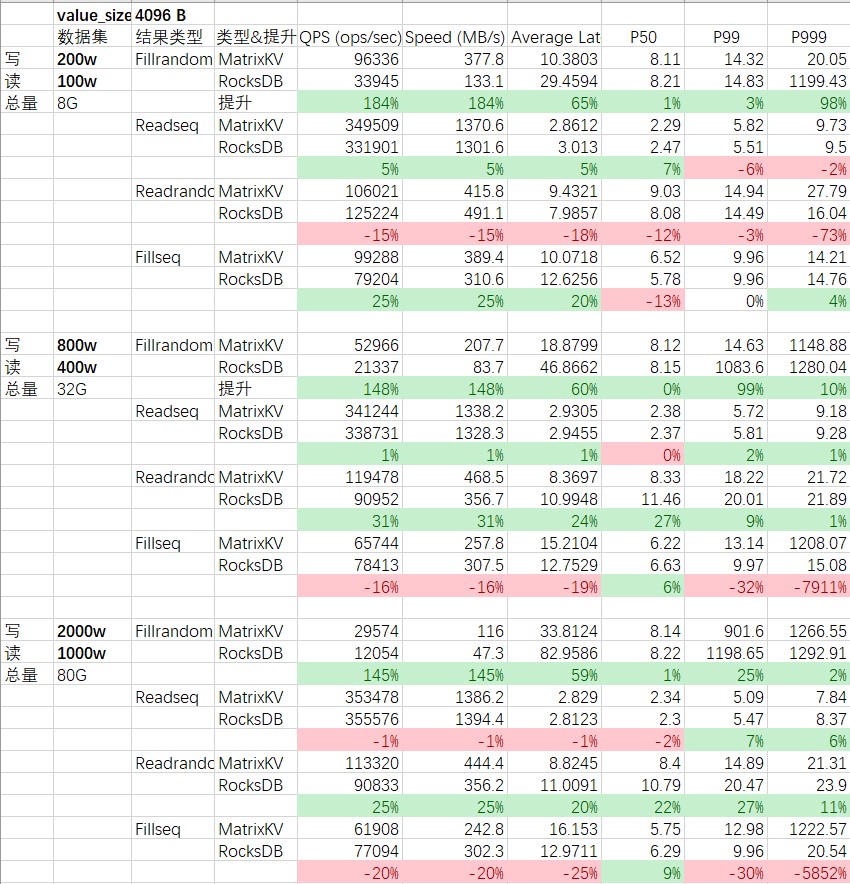 value_size 4096 B
数据集 结果类型 类型&提升 QPS (ops/sec) Speed (MB/s) Average Lat P50 P99 P999
写 200w Fillrandom MatrixKV 96336 377.8 10.3803 8.11 14.32 20.05
读 100w RocksDB 33945 133.1 29.4594 8.21 14.83 1199.43
总量 8G 提升 184% 184% 65% 1% 3% 98%
Readseq MatrixKV 349509 1370.6 2.8612 2.29 5.82 9.73
RocksDB 331901 1301.6 3.013 2.47 5.51 9.5
5% 5% 5% 7% -6% -2%
Readrando MatrixKV 106021 415.8 9.4321 9.03 14.94 27.79
RocksDB 125224 491.1 7.9857 8.08 14.49 16.04
-15% -15% -18% -12% -3% -73%
Fillseq MatrixKV 99288 389.4 10.0718 6.52 9.96 14.21
RocksDB 79204 310.6 12.6256 5.78 9.96 14.76
25% 25% 20% -13% 0% 4%
写 800w Fillrandom MatrixKV 52966 207.7 18.8799 8.12 14.63 1148.88
读 400w RocksDB 21337 83.7 46.8662 8.15 1083.6 1280.04
总量 32G 提升 148% 148% 60% 0% 99% 10%
Readseq MatrixKV 341244 1338.2 2.9305 2.38 5.72 9.18
RocksDB 338731 1328.3 2.9455 2.37 5.81 9.28
1% 1% 1% 0% 2% 1%
Readrando MatrixKV 119478 468.5 8.3697 8.33 18.22 21.72
RocksDB 90952 356.7 10.9948 11.46 20.01 21.89
31% 31% 24% 27% 9% 1%
Fillseq MatrixKV 65744 257.8 15.2104 6.22 13.14 1208.07
RocksDB 78413 307.5 12.7529 6.63 9.97 15.08
-16% -16% -19% 6% -32% -7911%
写 2000w Fillrandom MatrixKV 29574 116 33.8124 8.14 901.6 1266.55
读 1000w RocksDB 12054 47.3 82.9586 8.22 1198.65 1292.91
总量 80G 145% 145% 59% 1% 25% 2%
Readseq MatrixKV 353478 1386.2 2.829 2.34 5.09 7.84
RocksDB 355576 1394.4 2.8123 2.3 5.47 8.37
-1% -1% -1% -2% 7% 6%
Readrando MatrixKV 113320 444.4 8.8245 8.4 14.89 21.31
RocksDB 90833 356.2 11.0091 10.79 20.47 23.9
25% 25% 20% 22% 27% 11%
Fillseq MatrixKV 61908 242.8 16.153 5.75 12.98 1222.57
RocksDB 77094 302.3 12.9711 6.29 9.96 20.54
-20% -20% -25% 9% -30% -5852%